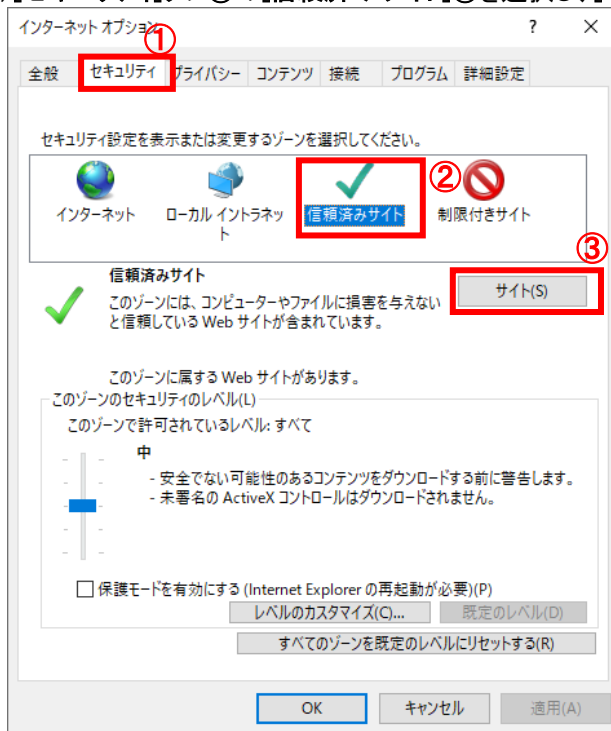 インターネット オプション ? ×
①
全般 セキュリティ プライバシー コンテンツ 接続 プログラム 詳細設定
セキュリティ設定を表示または変更するゾーンを選択してください。
②
インターネット ローカル イントラネット 信頼済みサイト 制限付きサイト
③
信頼済みサイト
サイト(S)
このゾーンには、コンピューターやファイルに損害を与えない
と信頼している Web サイトが含まれています。
このゾーンに属する Web サイトがあります。
このゾーンのセキュリティのレベル(L)
このゾーンで許可されているレベル: すべて
中
- 安全でない可能性のあるコンテンツをダウンロードする前に警告します。
- 未署名の ActiveX コントロールはダウンロードされません。
保護モードを有効にする (Internet Explorer の再起動が必要)(P)
レベルのカスタマイズ(C)... 既定のレベル(D)
すべてのゾーンを既定のレベルにリセットする(R)
OK キャンセル 適用(A)